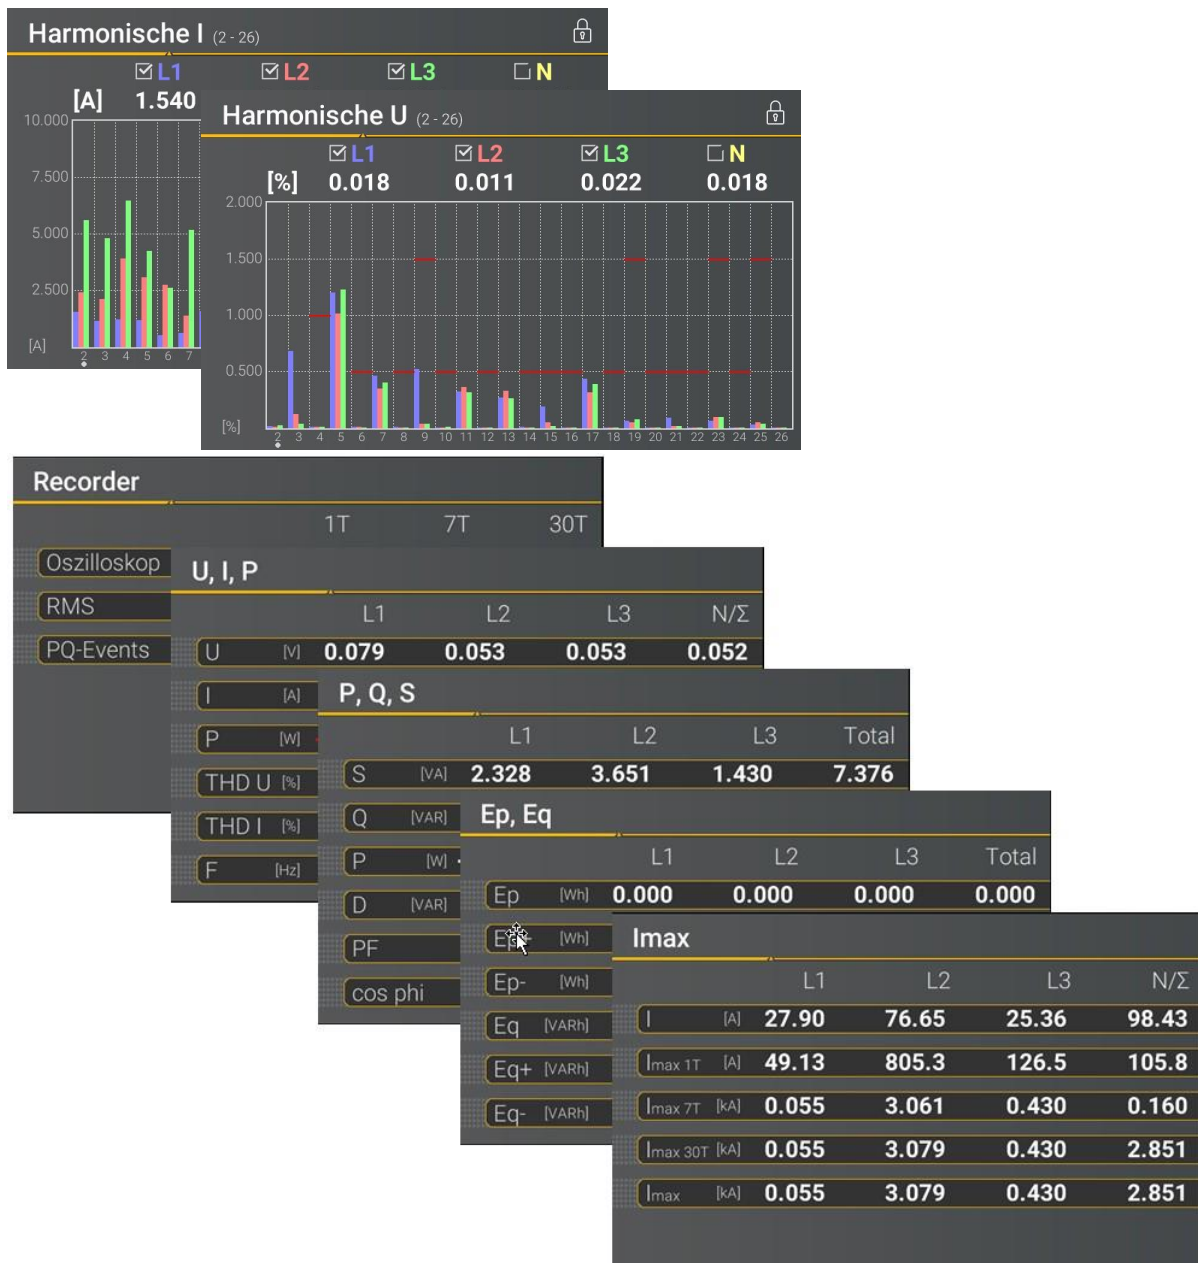 Harmonische I (2 - 26)
L1 L2 L3 N
[A] 1.540
10.000
7.500
5.000
2.500
[A]
2 3 4 5 6 7
Harmonische U (2 - 26)
L1 L2 L3 N
[%] 0.018 0.011 0.022 0.018
2.000
1.500
1.000
0.500
[%]
2 3 4 5 6 7 8 9 10 11 12 13 14 15 16 17 18 19 20 21 22 23 24 25 26
Recorder
1T 7T 30T
Oszilloskop
RMS
PQ-Events
U, I, P
L1 L2 L3 N/Σ
U [V] 0.079 0.053 0.053 0.052
I [A]
P [W]
THD U [%]
THD I [%]
F [Hz]
P, Q, S
L1 L2 L3 Total
S [VA] 2.328 3.651 1.430 7.376
Q [VAR]
P [W]
D [VAR]
PF
cos phi
Ep, Eq
L1 L2 L3 Total
Ep [Wh] 0.000 0.000 0.000 0.000
Ep+ [Wh]
Ep- [Wh]
Eq [VARh]
Eq+ [VARh]
Eq- [VARh]
Imax
L1 L2 L3 N/Σ
I [A] 27.90 76.65 25.36 98.43
Imax 1T [A] 49.13 805.3 126.5 105.8
Imax 7T [kA] 0.055 3.061 0.430 0.160
Imax 30T [kA] 0.055 3.079 0.430 2.851
Imax [kA] 0.055 3.079 0.430 2.851